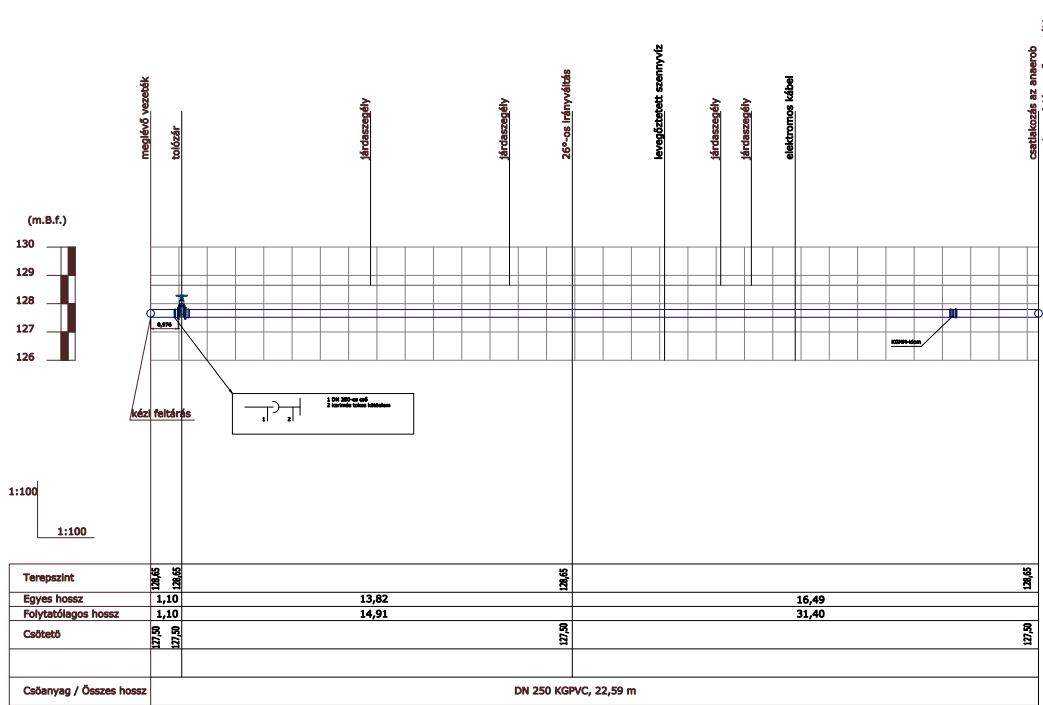 meglévő vezeték
tolózár
járdaszegély
járdaszegély
26°-os irányváltás
levegőztetett szennyvíz
járdaszegély
járdaszegély
elektromos kábel
csatlakozás az anaerob
(m.B.f.)
130
129
128
127
126
0,976
KGMM-idom
kézi feltárás
1 DN 250-es cső
2 karimás tokos kötőelem
1 2
1:100
1:100
Terepszint 128,65 128,65 128,65 128,65
Egyes hossz 1,10 13,82 16,49
Folytatólagos hossz 1,10 14,91 31,40
Csőtető 127,50 127,50 127,50 127,50
Csőanyag / Összes hossz DN 250 KGPVC, 22,59 m